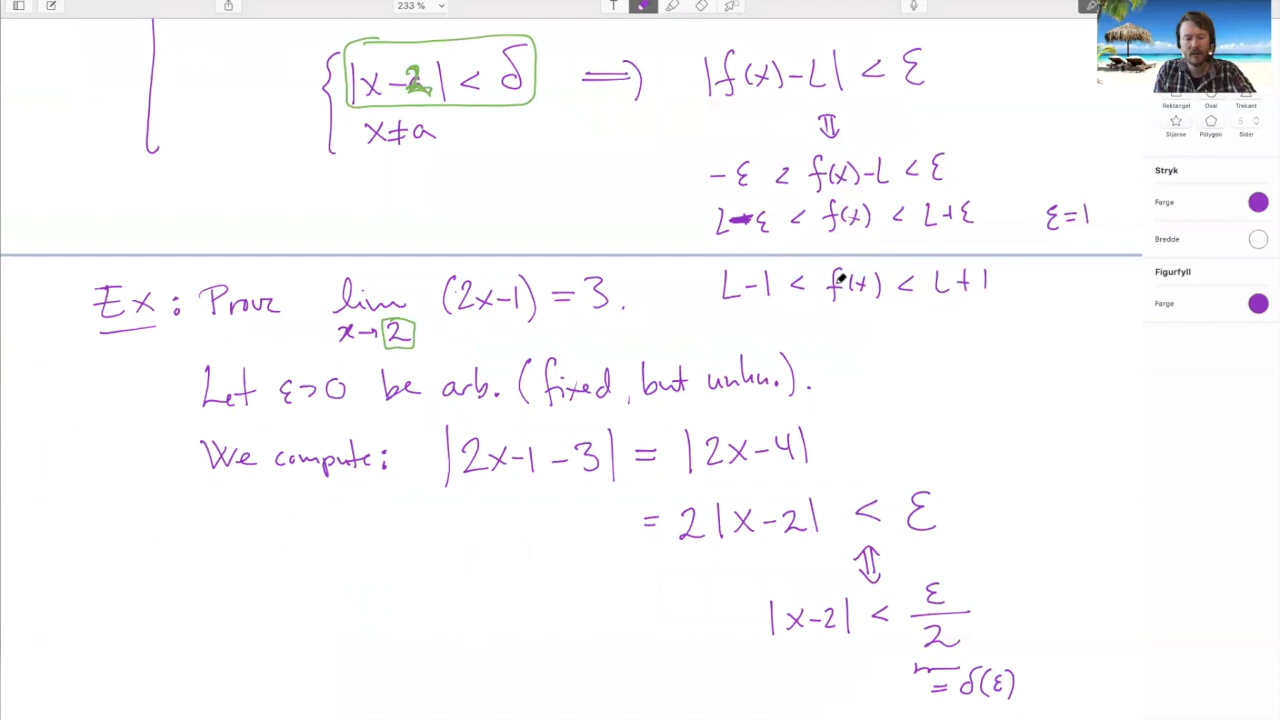 233 %
T
|x-2| < δ ⟹ |f(x)-L| < ε
x≠a
⇕
-ε < f(x)-L < ε
L-ε < f(x) < L+ε ε=1
L-1 < f(x) < L+1
Ex: Prove lim (2x-1) = 3.
x→2
Let ε>0 be arb. (fixed, but unkn.).
We compute: |2x-1-3| = |2x-4|
= 2|x-2| < ε
⇕
|x-2| < ε/2
= δ(ε)
Rektangel Oval Trekant
Stjerne Polygon Sider
5
Stryk
Farge
Bredde
Figurfyll
Farge